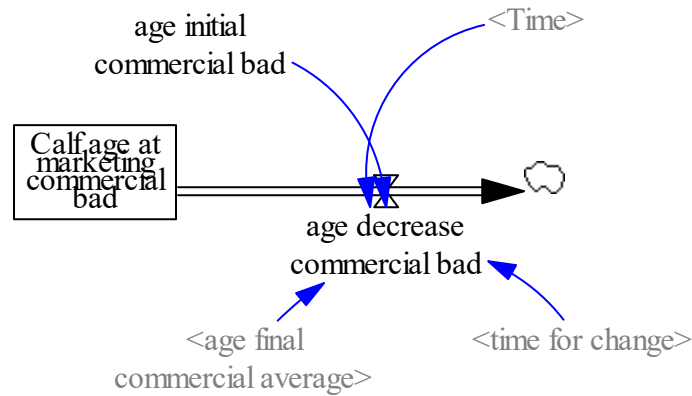 age initial
commercial bad
<Time>
Calf age at
marketing
commercial
bad
age decrease
commercial bad
<age final
commercial average>
<time for change>